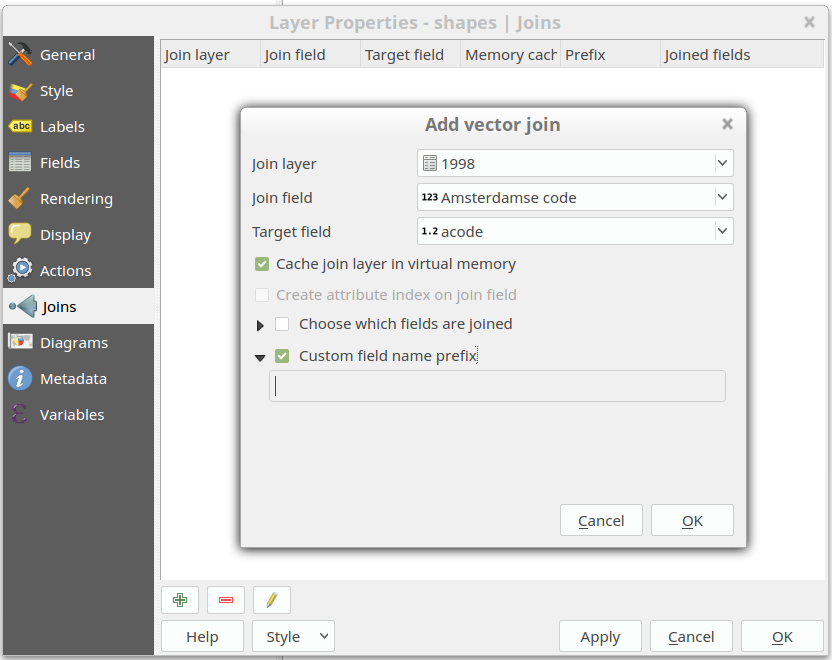 Layer Properties - shapes | Joins
General
Style
Labels
Fields
Rendering
Display
Actions
Joins
Diagrams
Metadata
Variables
Join layer Join field Target field Memory cach Prefix Joined fields
Add vector join
Join layer 1998
Join field 123 Amsterdamse code
Target field 1.2 acode
Cache join layer in virtual memory
Create attribute index on join field
Choose which fields are joined
Custom field name prefix
Cancel OK
Help Style Apply Cancel OK
abc